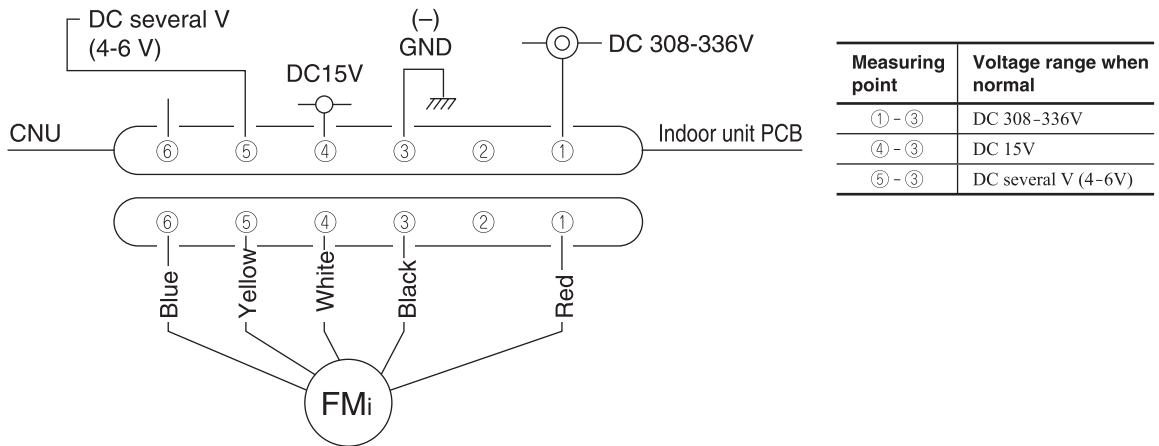 DC several V
(4-6 V)
(–)
GND
DC 308-336V
DC15V
CNU
Indoor unit PCB
⑥ ⑤ ④ ③ ② ①
⑥ ⑤ ④ ③ ② ①
Blue
Yellow
White
Black
Red
FMi
Measuring point Voltage range when normal
① - ③ DC 308-336V
④ - ③ DC 15V
⑤ - ③ DC several V (4-6V)